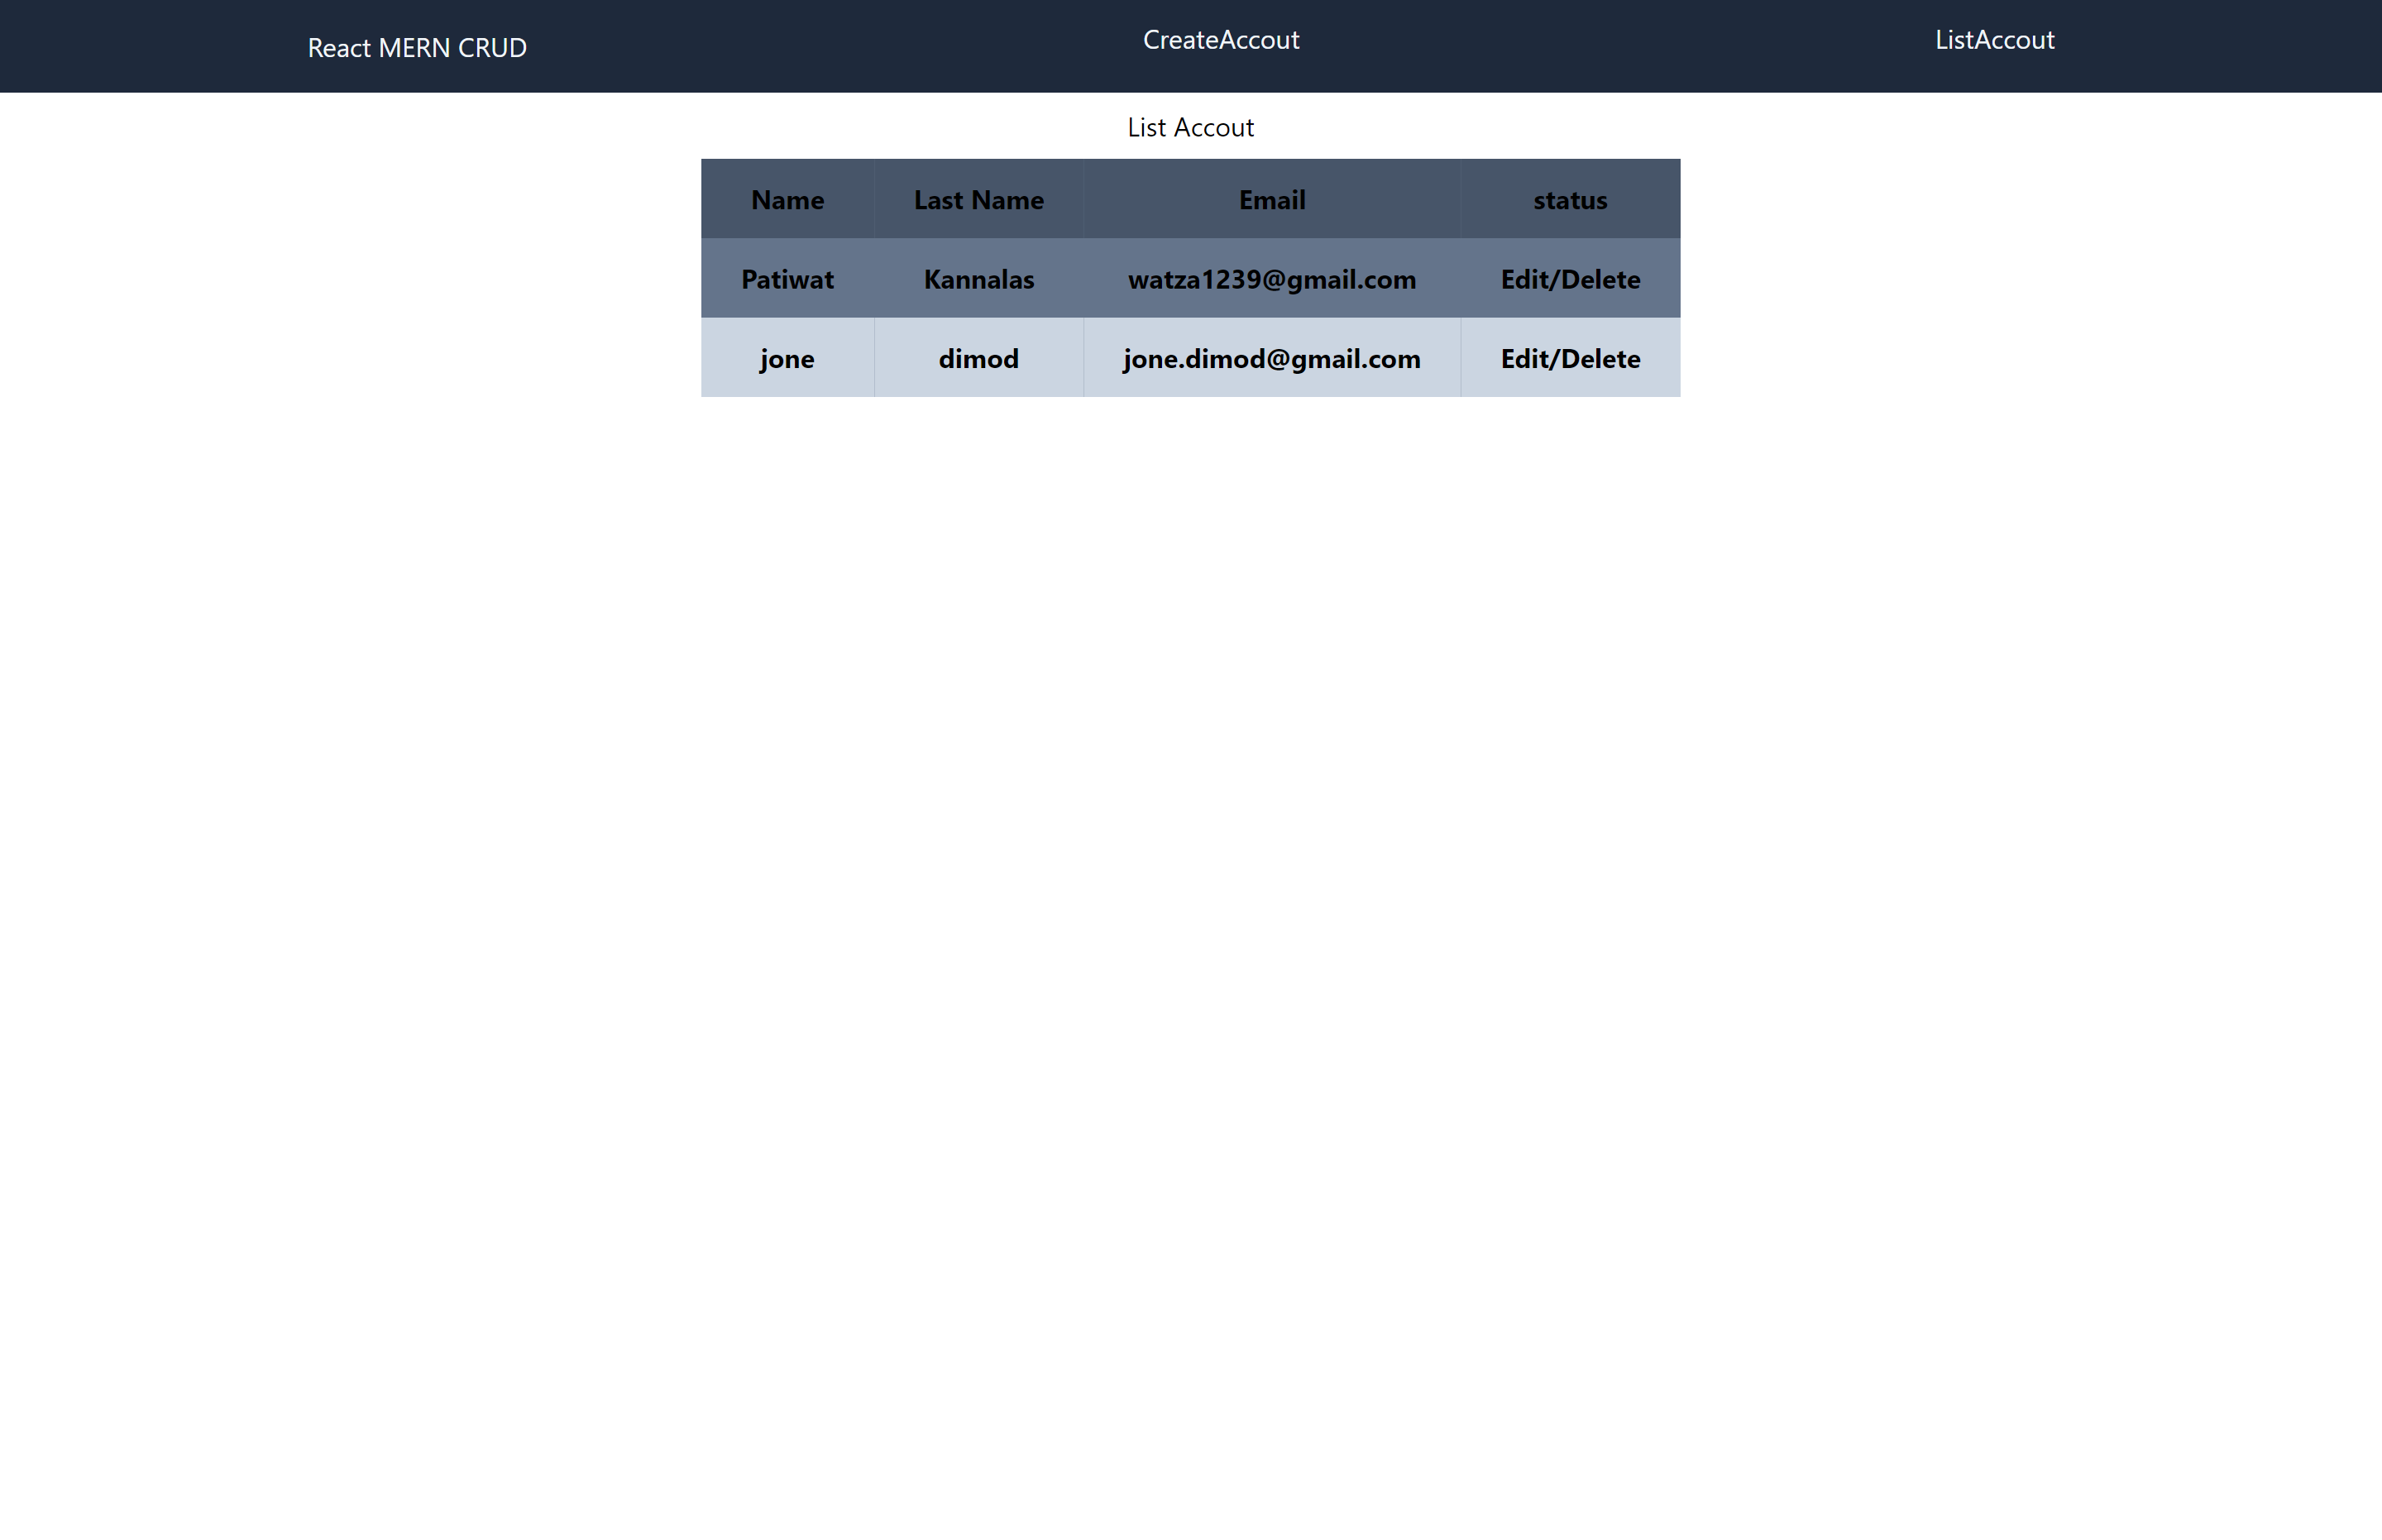 React MERN CRUD CreateAccout ListAccout
List Accout
Name Last Name Email status
Patiwat Kannalas watza1239@gmail.com Edit/Delete
jone dimod jone.dimod@gmail.com Edit/Delete